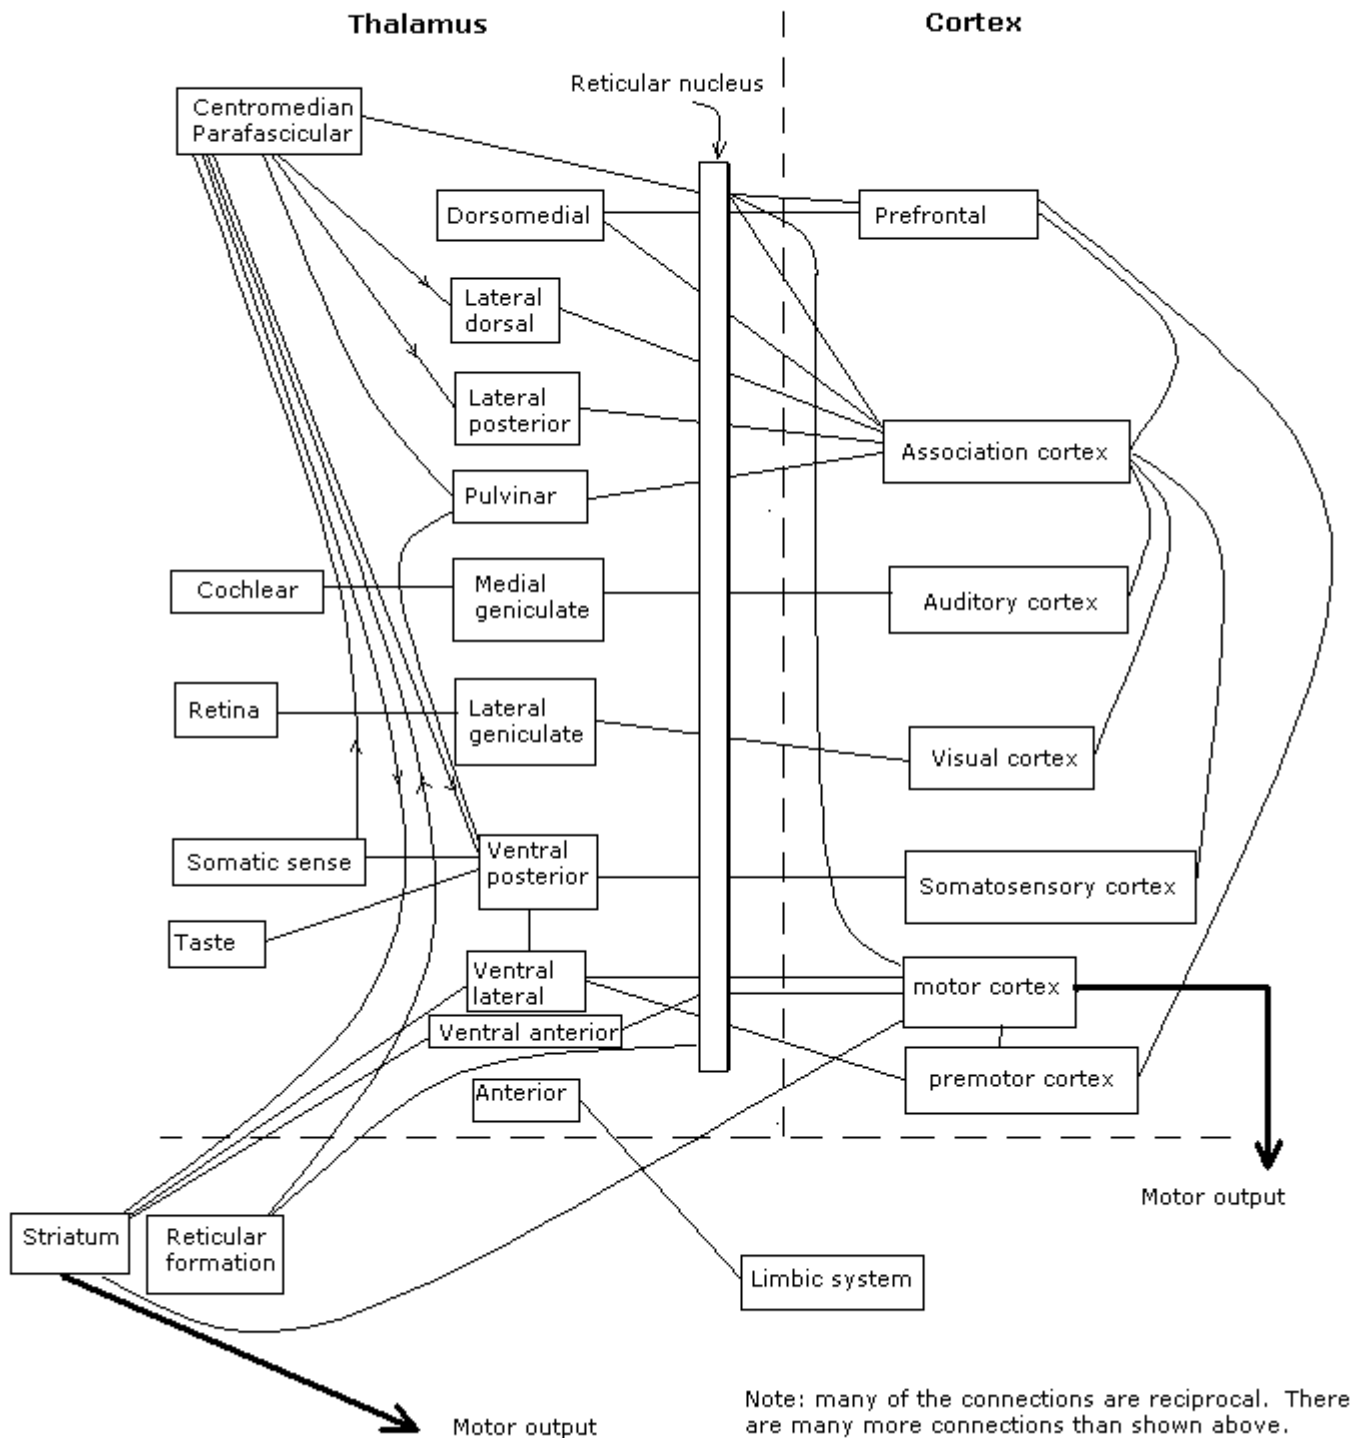 Thalamus
Cortex
Reticular nucleus
Centromedian
Parafascicular
Dorsomedial
Prefrontal
Lateral
dorsal
Lateral
posterior
Association cortex
Pulvinar
Cochlear
Medial
geniculate
Auditory cortex
Retina
Lateral
geniculate
Visual cortex
Somatic sense
Ventral
posterior
Somatosensory cortex
Taste
Ventral
lateral
motor cortex
Ventral anterior
premotor cortex
Anterior
Motor output
Striatum
Reticular
formation
Limbic system
Motor output
Note: many of the connections are reciprocal. There
are many more connections than shown above.